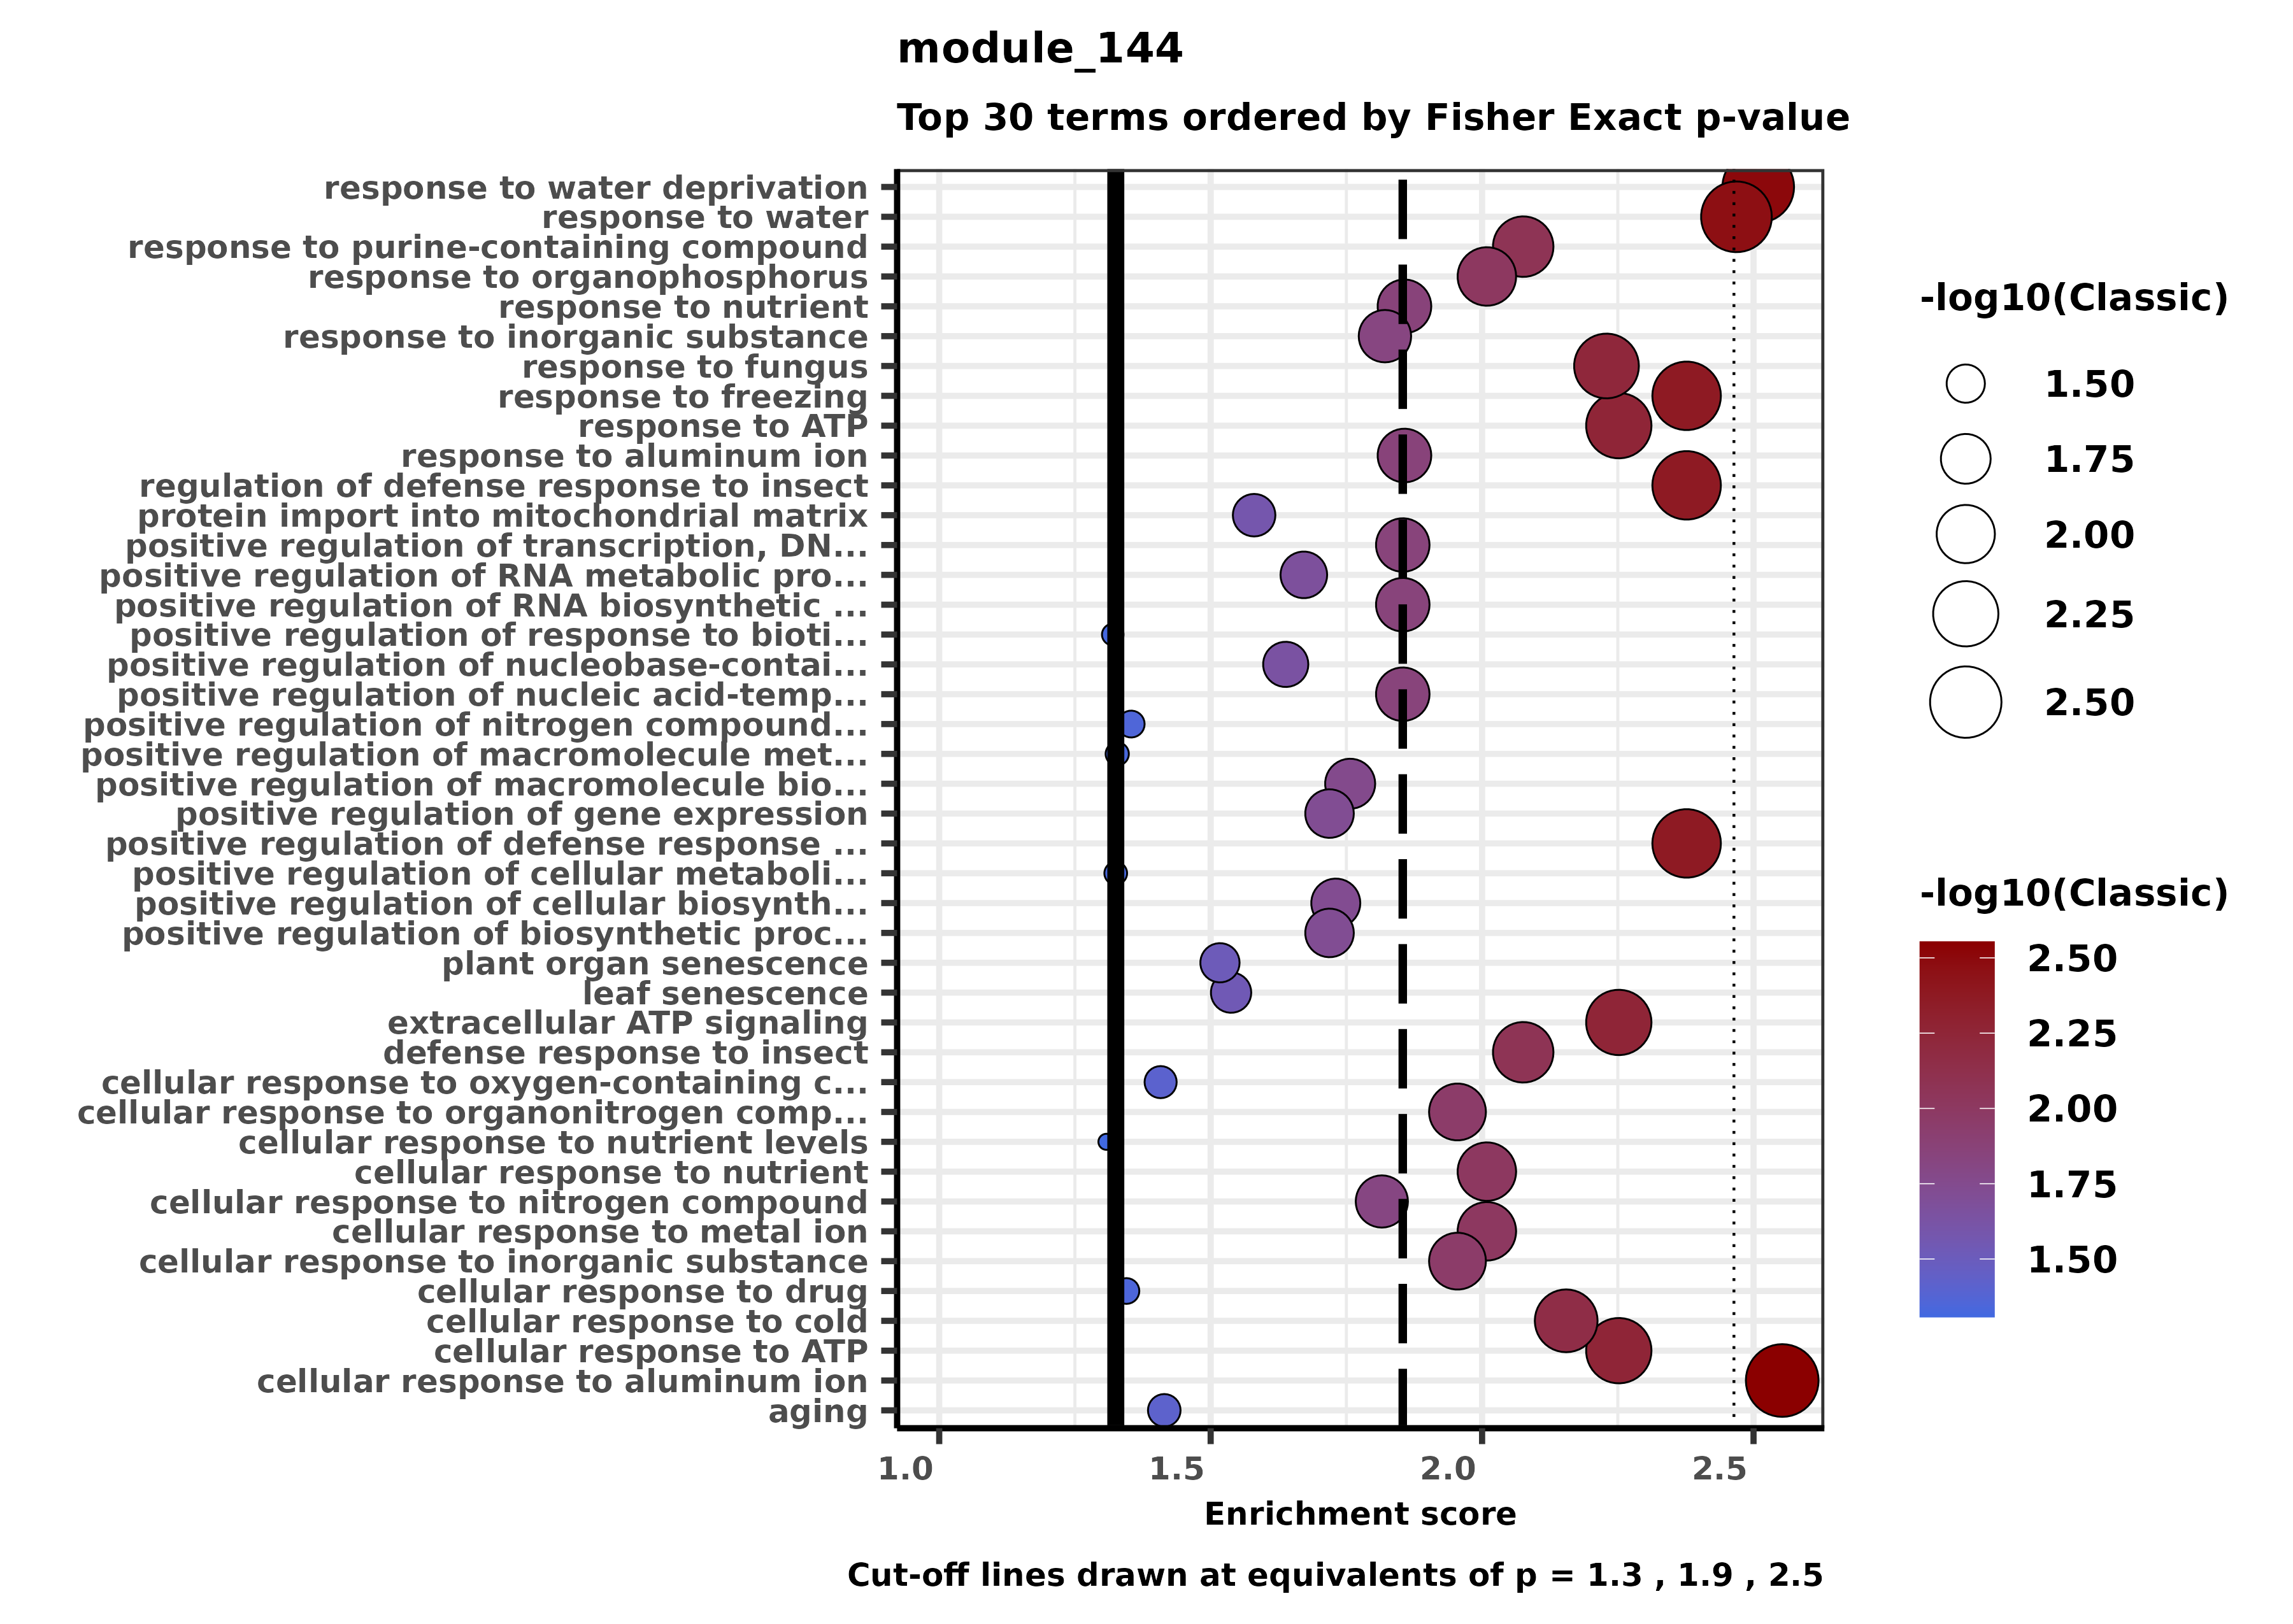 module_144
Top 30 terms ordered by Fisher Exact p-value
response to water deprivation
response to water
response to purine-containing compound
response to organophosphorus
response to nutrient
response to inorganic substance
response to fungus
response to freezing
response to ATP
response to aluminum ion
regulation of defense response to insect
protein import into mitochondrial matrix
positive regulation of transcription, DN...
positive regulation of RNA metabolic pro...
positive regulation of RNA biosynthetic ...
positive regulation of response to bioti...
positive regulation of nucleobase-contai...
positive regulation of nucleic acid-temp...
positive regulation of nitrogen compound...
positive regulation of macromolecule met...
positive regulation of macromolecule bio...
positive regulation of gene expression
positive regulation of defense response ...
positive regulation of cellular metaboli...
positive regulation of cellular biosynth...
positive regulation of biosynthetic proc...
plant organ senescence
leaf senescence
extracellular ATP signaling
defense response to insect
cellular response to oxygen-containing c...
cellular response to organonitrogen comp...
cellular response to nutrient levels
cellular response to nutrient
cellular response to nitrogen compound
cellular response to metal ion
cellular response to inorganic substance
cellular response to drug
cellular response to cold
cellular response to ATP
cellular response to aluminum ion
aging
1.0 1.5 2.0 2.5
Enrichment score
Cut-off lines drawn at equivalents of p = 1.3 , 1.9 , 2.5
-log10(Classic)
1.50
1.75
2.00
2.25
2.50
-log10(Classic)
2.50
2.25
2.00
1.75
1.50